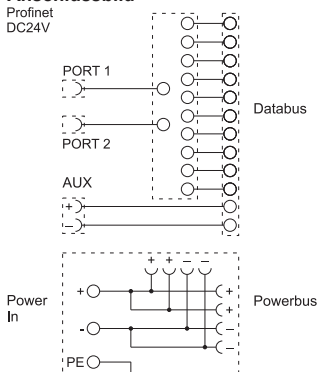 Anschlussbild
Profinet
DC24V
PORT 1
PORT 2
Databus
AUX
+
–
+ + – –
Power
In
+
-
PE
+
+
–
–
Powerbus